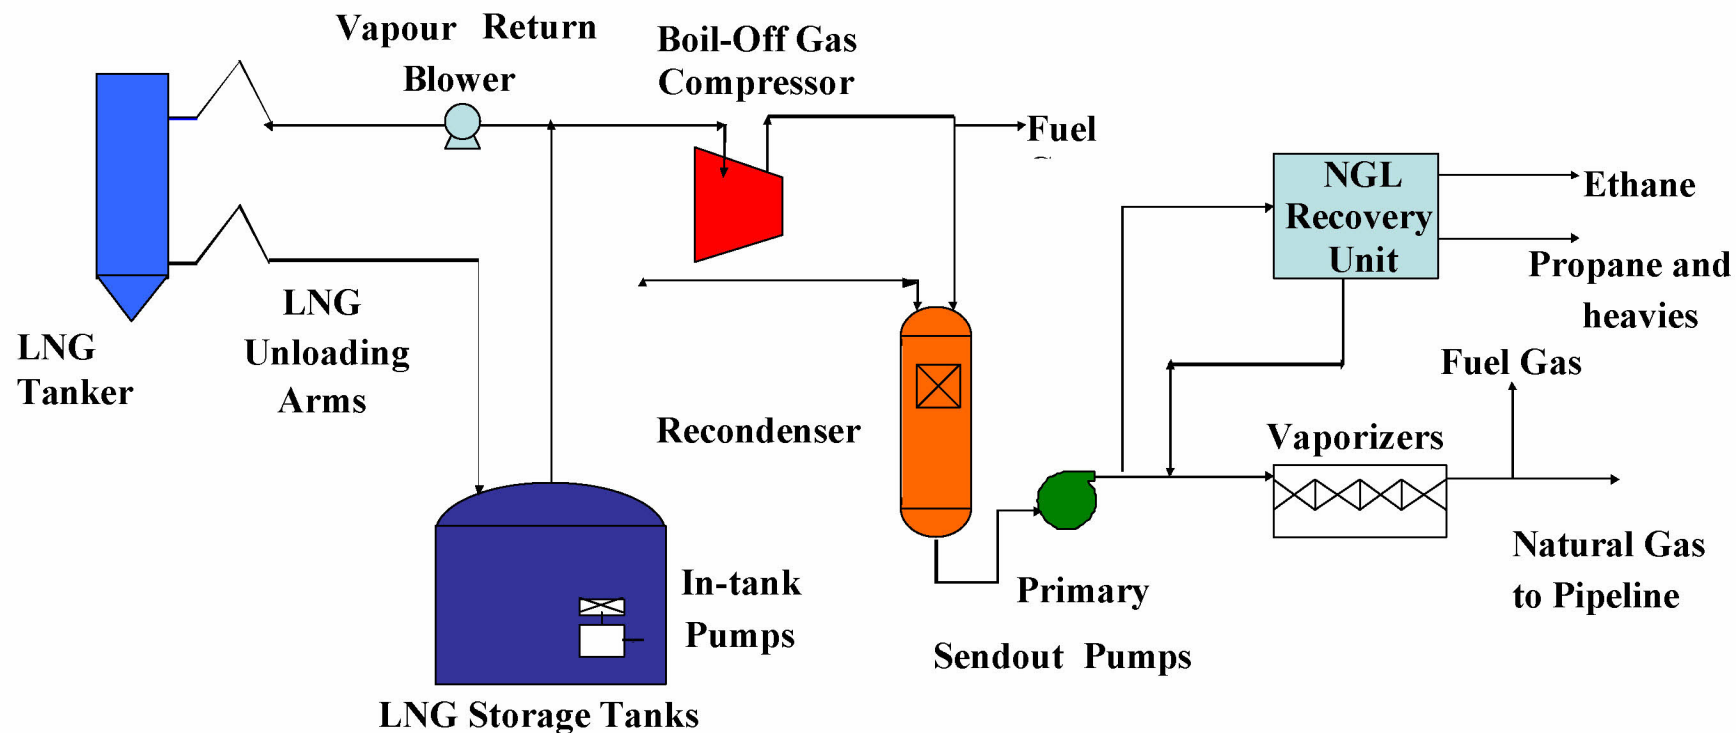 Vapour Return
Blower
Boil-Off Gas
Compressor
Fuel
NGL
Recovery
Unit
Ethane
Propane and
heavies
LNG
Tanker
LNG
Unloading
Arms
Recondenser
Fuel Gas
Vaporizers
Natural Gas
to Pipeline
In-tank
Pumps
Primary
Sendout Pumps
LNG Storage Tanks